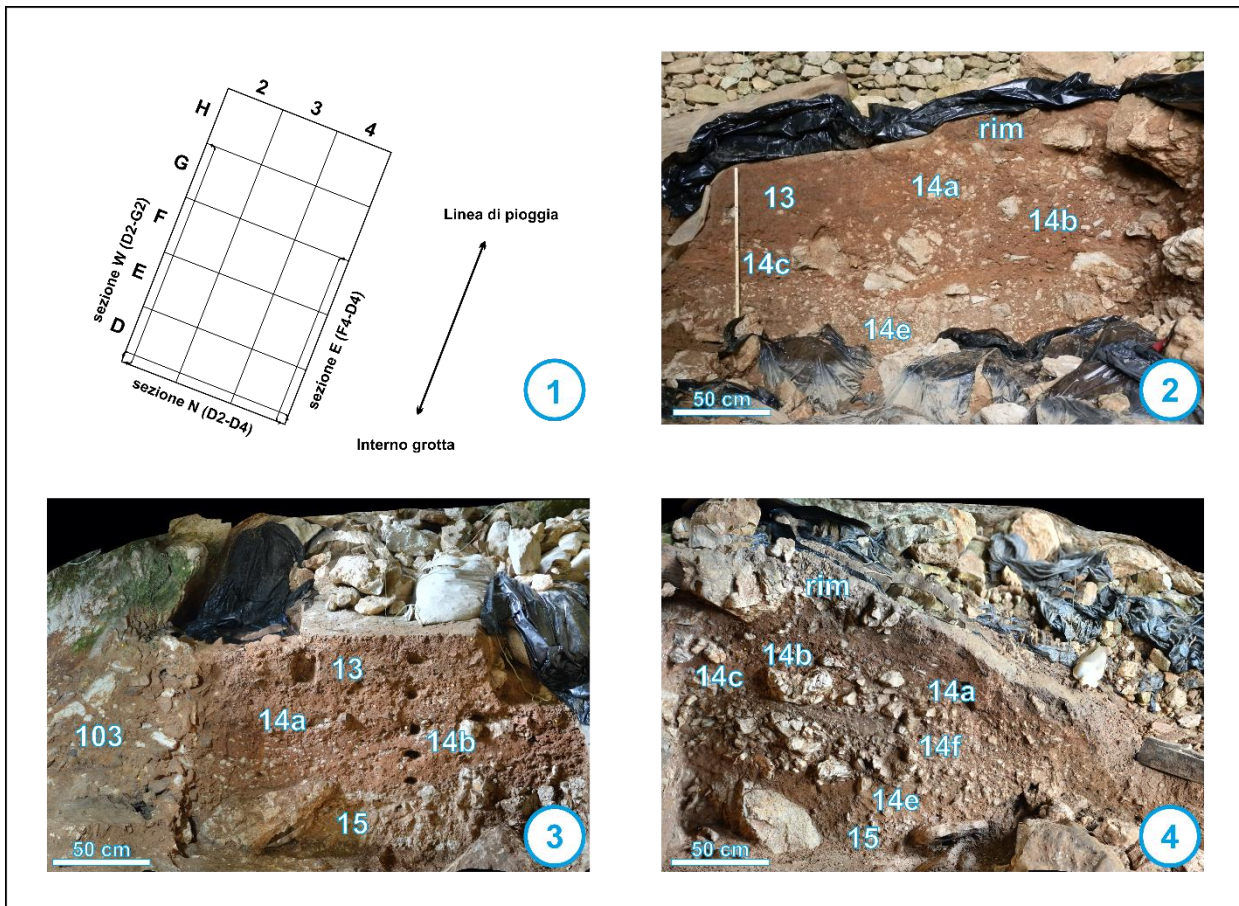 2
3
4
H
G
F
E
D
sezione W (D2-G2)
sezione E (F4-D4)
sezione N (D2-D4)
Linea di pioggia
Interno grotta
1
rim
13
14a
14b
14c
14e
50 cm
2
13
14a
103
14b
15
50 cm
3
rim
14b
14c
14a
14f
14e
15
50 cm
4